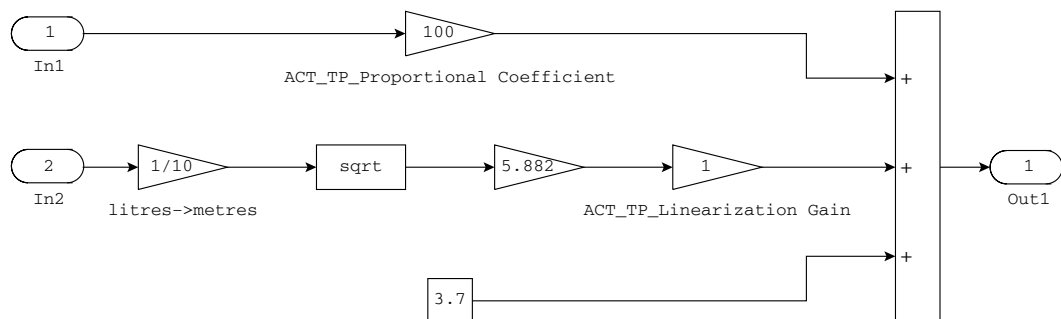 1
100
In1
ACT_TP_Proportional Coefficient
+
2
1/10
sqrt
5.882
1
+
1
In2
litres->metres
ACT_TP_Linearization Gain
Out1
+
3.7